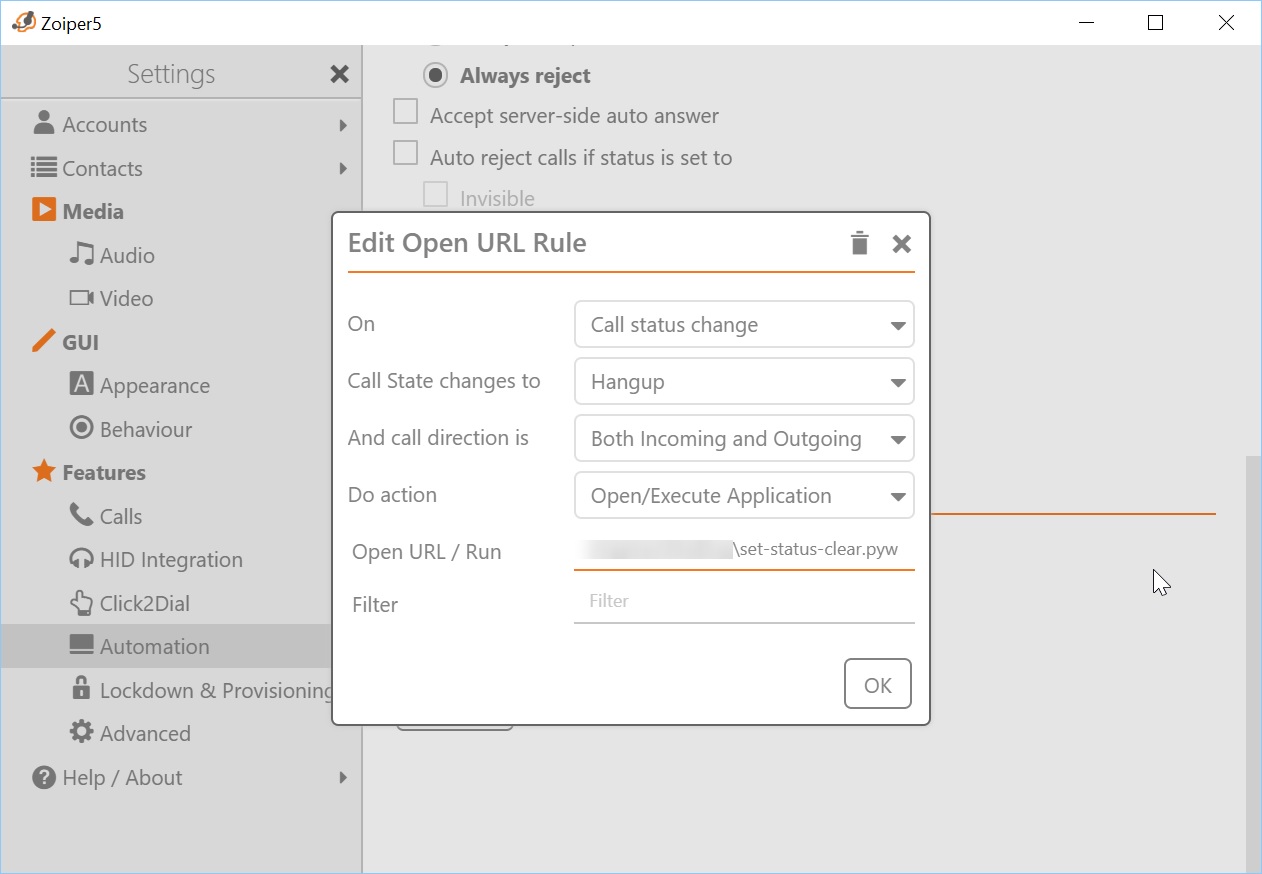 Zoiper5
Settings
Accounts
Contacts
Media
Audio
Video
GUI
Appearance
Behaviour
Features
Calls
HID Integration
Click2Dial
Automation
Lockdown & Provisioning
Advanced
Help / About
Always reject
Accept server-side auto answer
Auto reject calls if status is set to
Invisible
Edit Open URL Rule
On Call status change
Call State changes to Hangup
And call direction is Both Incoming and Outgoing
Do action Open/Execute Application
Open URL / Run \set-status-clear.pyw
Filter Filter
OK